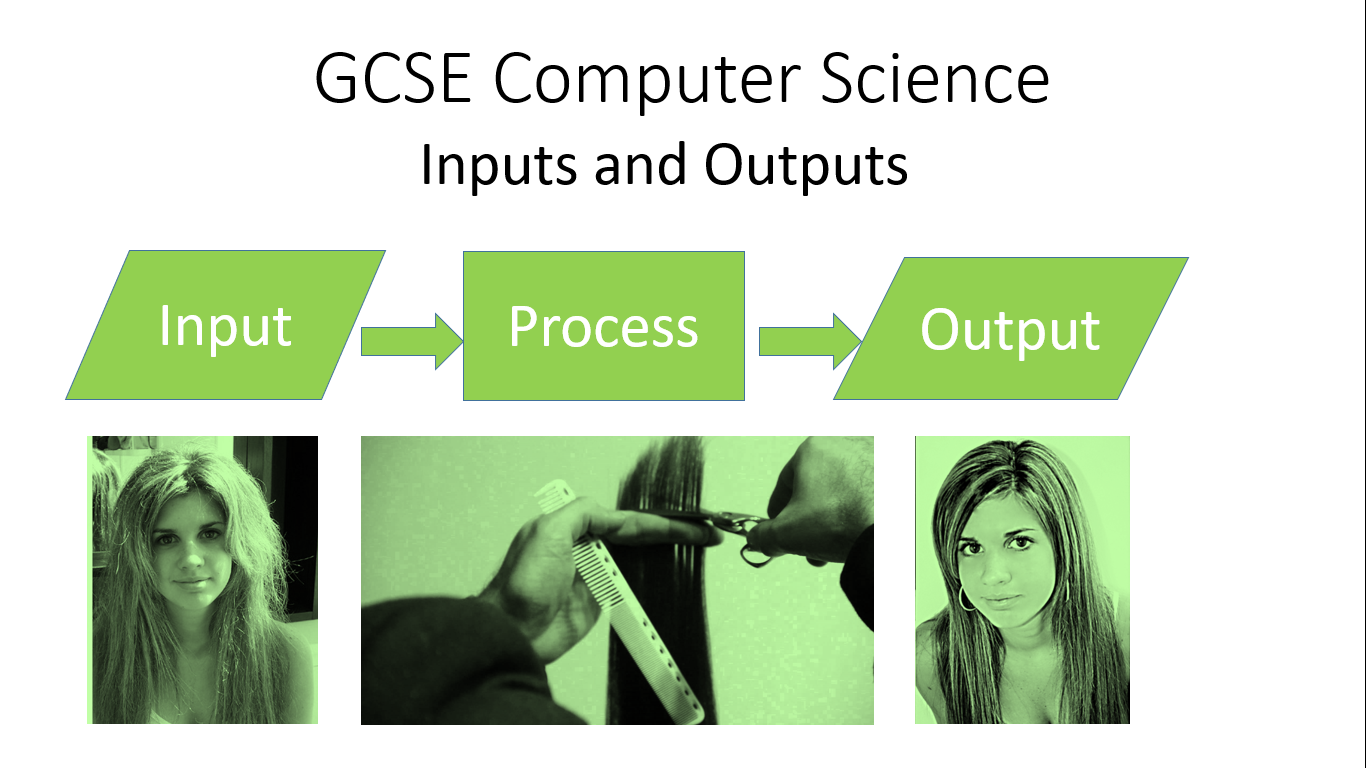 GCSE Computer Science
Inputs and Outputs
Input
Process
Output